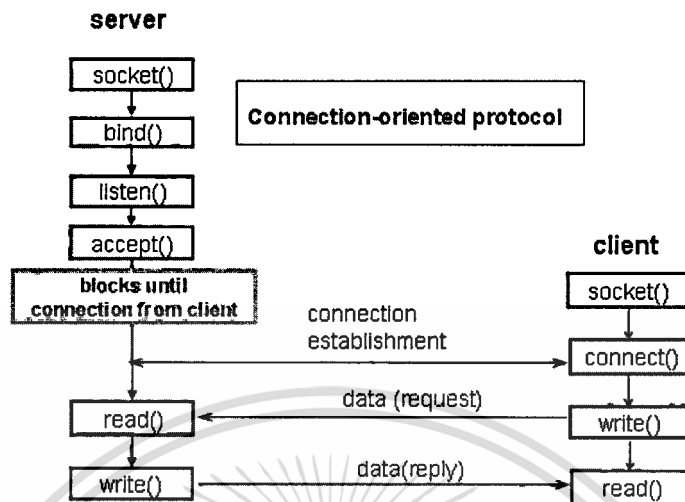 server
socket()
Connection-oriented protocol
bind()
listen()
accept()
client
blocks until
connection from client
socket()
connection
establishment
connect()
data (request)
read()
write()
data(reply)
write()
read()